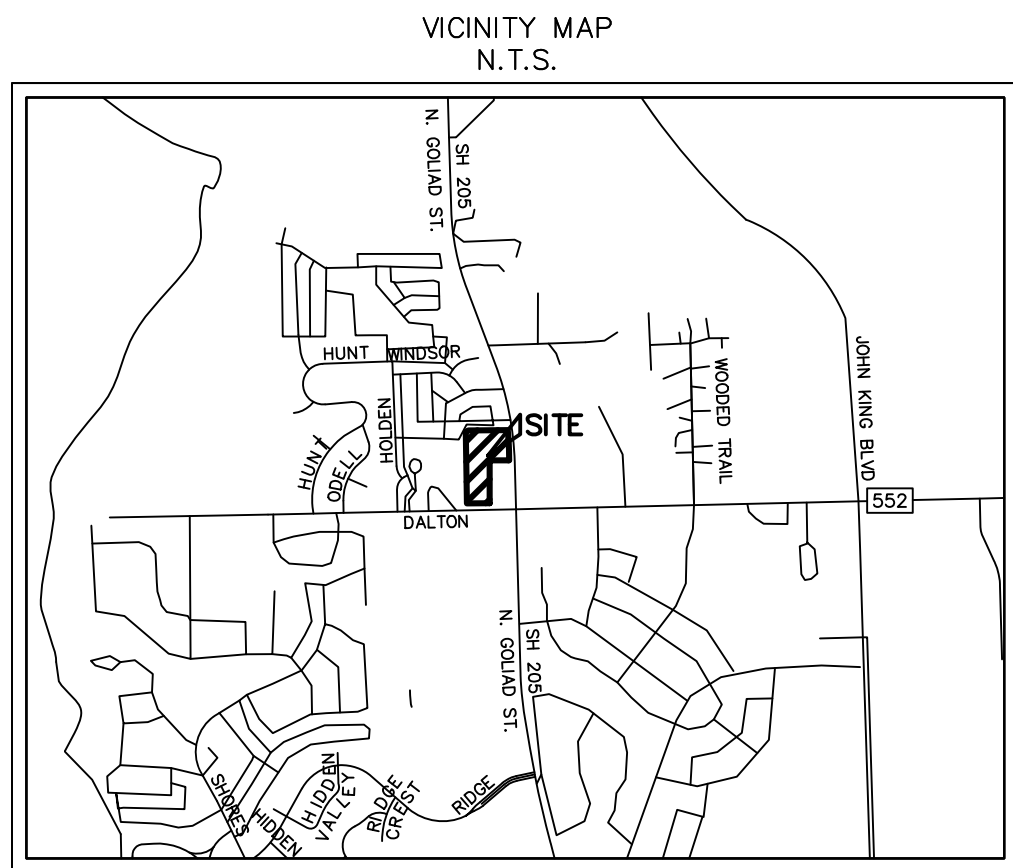 VICINITY MAP
N.T.S.
N. GOLIAD ST.
SH 205
HUNT
WINDSOR
WOODED TRAIL
JOHN KING BLVD
HOLDEN
SITE
HUNT
ODELL
552
DALTON
N. GOLIAD ST.
SH 205
HIDDEN
VALLEY
RIDGE
CREST
RIDGE
SHORES
HIDDEN